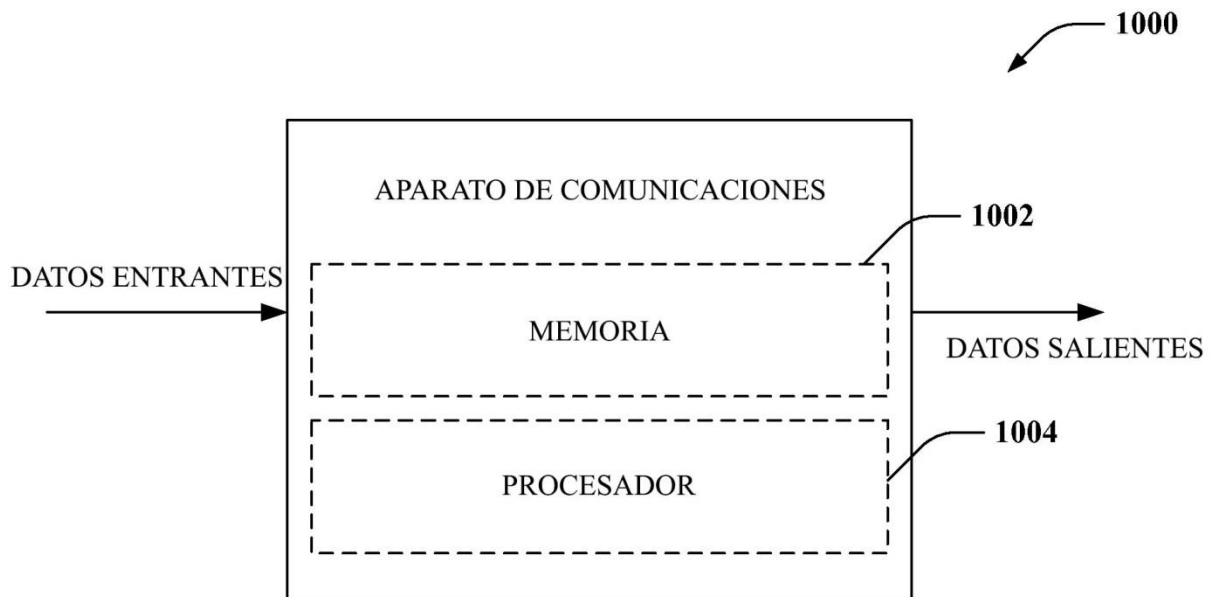 1000
APARATO DE COMUNICACIONES
1002
DATOS ENTRANTES
MEMORIA
DATOS SALIENTES
1004
PROCESADOR